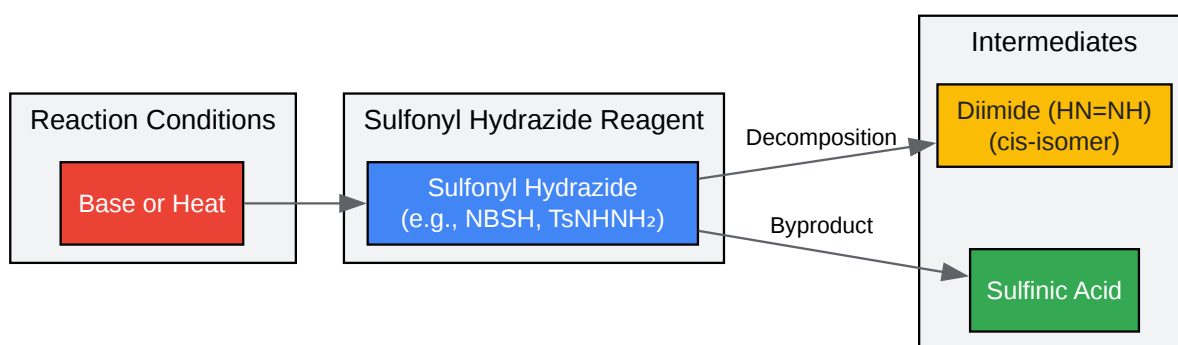 Reaction Conditions
Base or Heat
Sulfonyl Hydrazide Reagent
Sulfonyl Hydrazide
(e.g., NBSH, TsNHNH₂)
Decomposition
Byproduct
Intermediates
Diimide (HN=NH)
(cis-isomer)
Sulfinic Acid